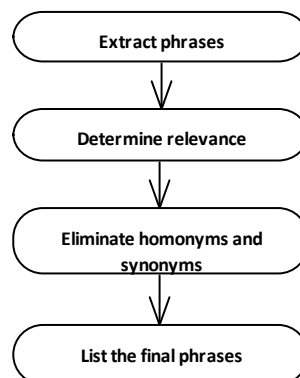 Extract phrases
Determine relevance
Eliminate homonyms and
synonyms
List the final phrases